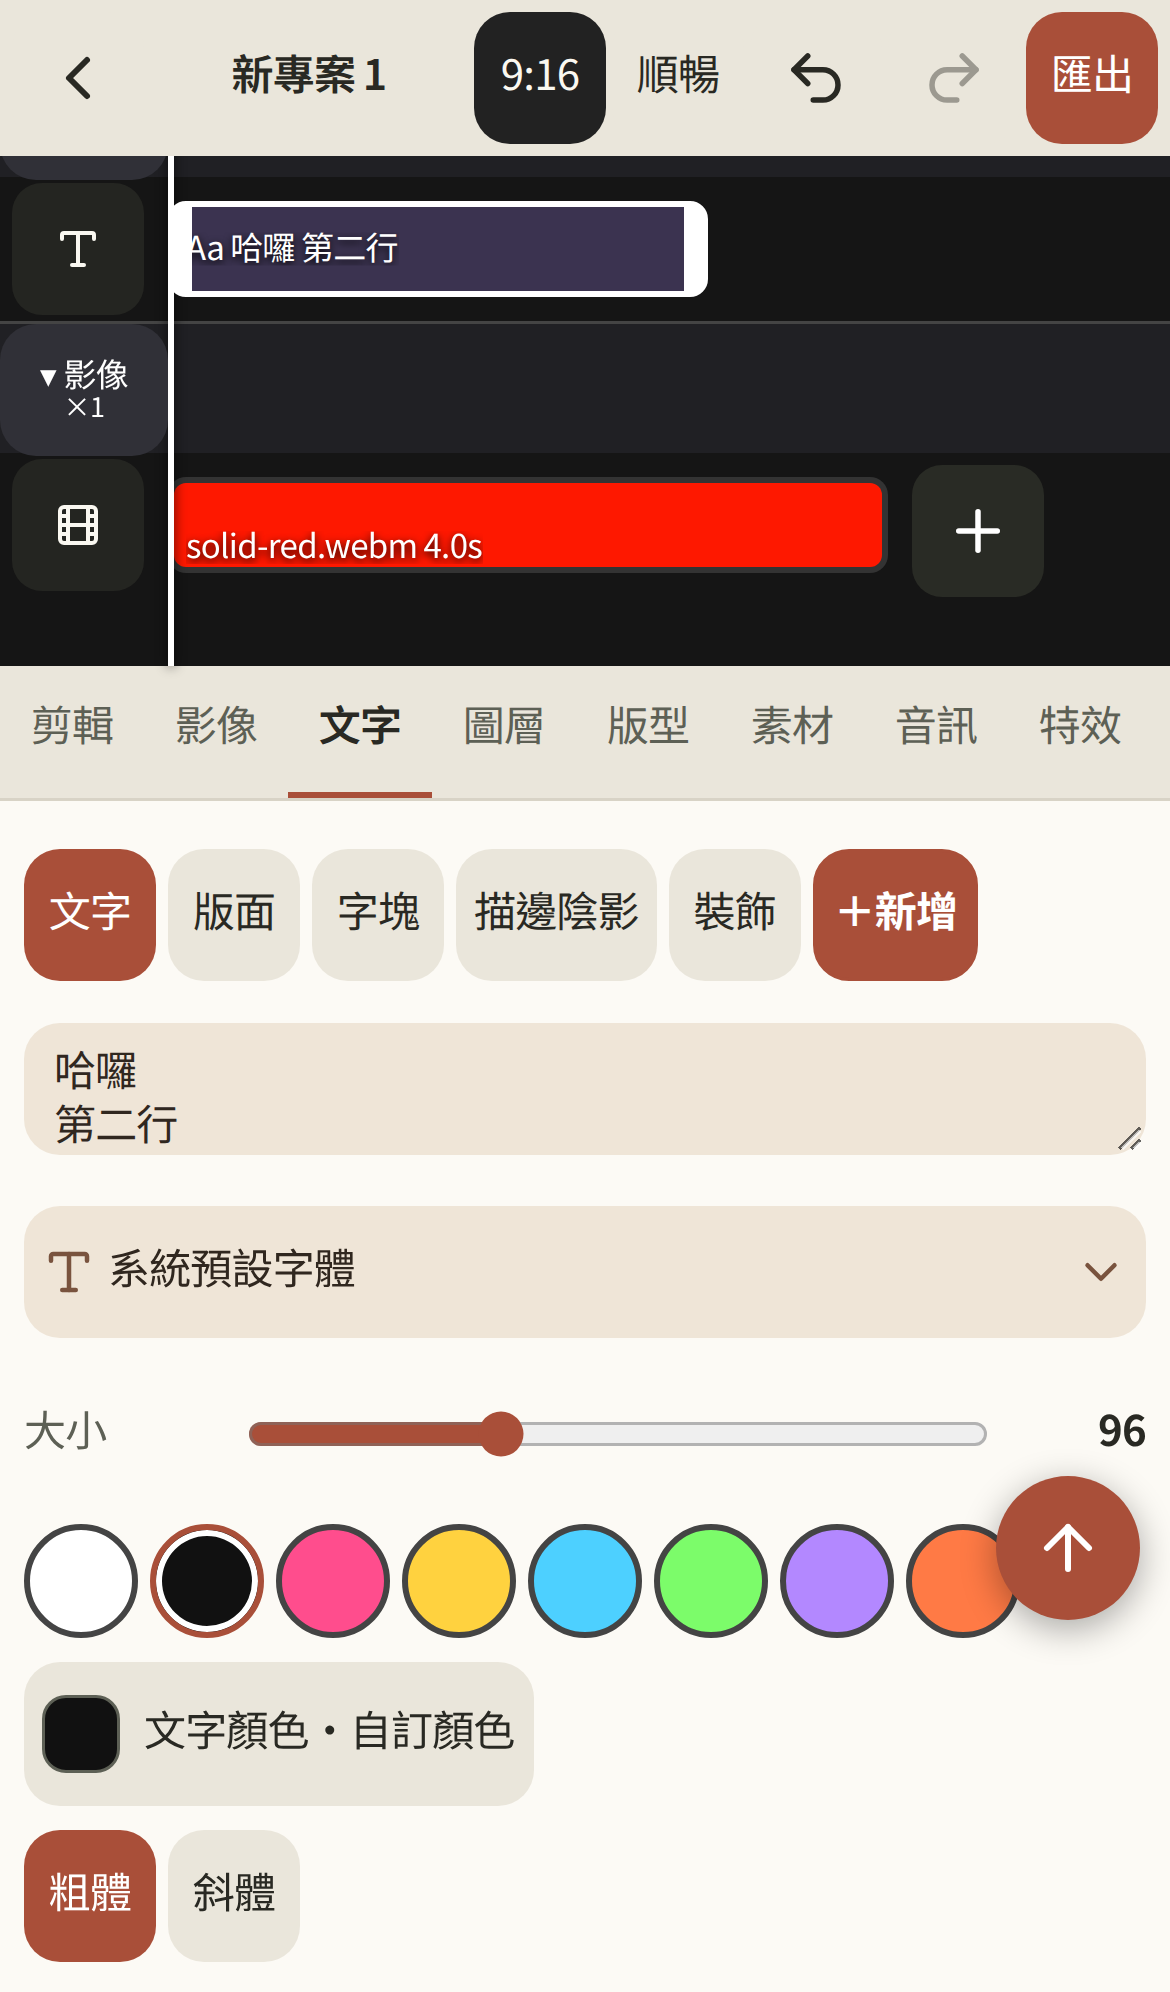 新專案 1
9:16
順暢
匯出
Aa 哈囉 第二行
▼ 影像
×1
solid-red.webm 4.0s
剪輯 影像 文字 圖層 版型 素材 音訊 特效
文字 版面 字塊 描邊陰影 裝飾 ＋新增
哈囉
第二行
系統預設字體
大小 96
文字顏色・自訂顏色
粗體 斜體